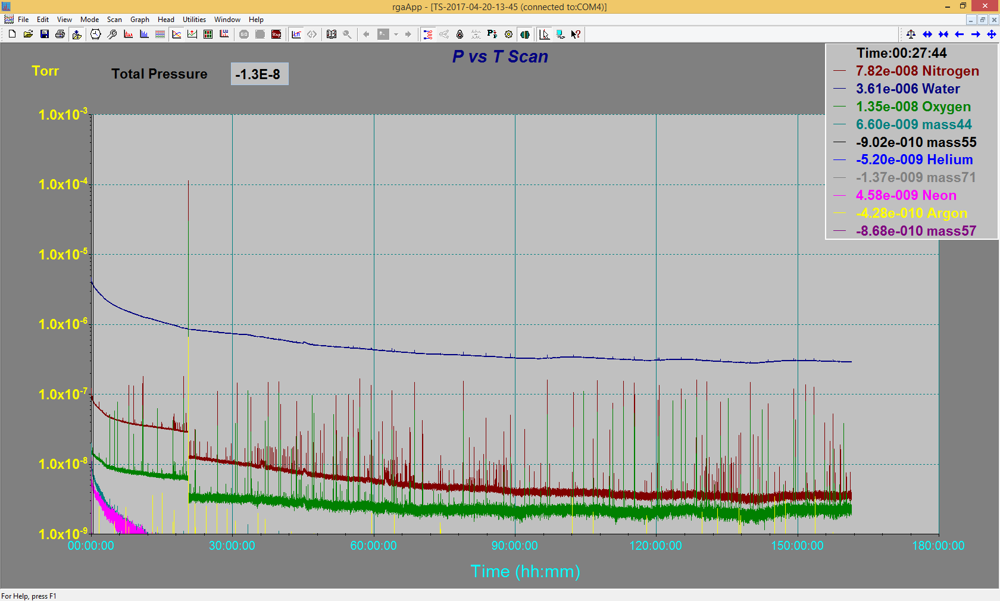 rgaApp - [TS-2017-04-20-13-45 (connected to:COM4)]
File Edit View Mode Scan Graph Head Utilities Window Help
GO Stop
P vs T Scan
Torr
Total Pressure -1.3E-8
Time:00:27:44
7.82e-008 Nitrogen
3.61e-006 Water
1.35e-008 Oxygen
6.60e-009 mass44
-9.02e-010 mass55
-5.20e-009 Helium
-1.37e-009 mass71
4.58e-009 Neon
-4.28e-010 Argon
-8.68e-010 mass57
1.0x10-3
1.0x10-4
1.0x10-5
1.0x10-6
1.0x10-7
1.0x10-8
1.0x10-9
00:00:00 30:00:00 60:00:00 90:00:00 120:00:00 150:00:00 180:00:00
Time (hh:mm)
For Help, press F1